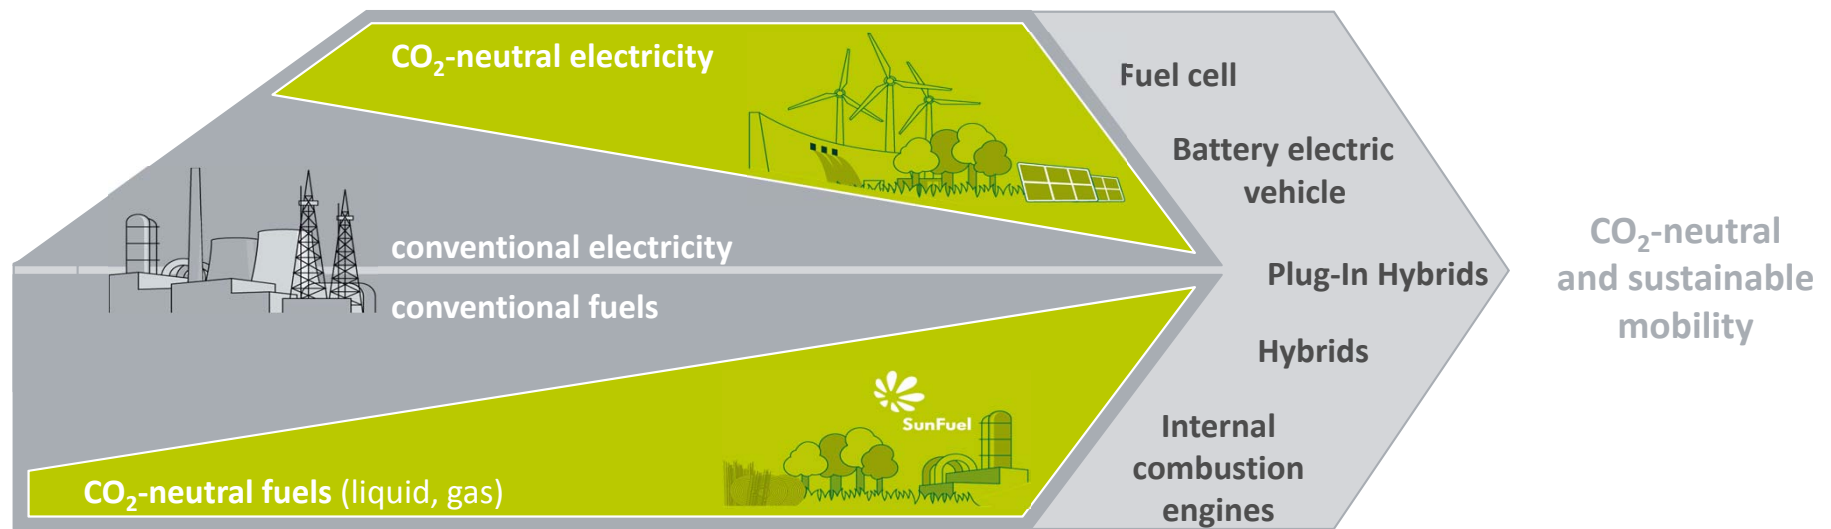 CO₂-neutral electricity
conventional electricity
conventional fuels
SunFuel
CO₂-neutral fuels (liquid, gas)
Fuel cell
Battery electric
vehicle
Plug-In Hybrids
Hybrids
Internal
combustion
engines
CO₂-neutral
and sustainable
mobility